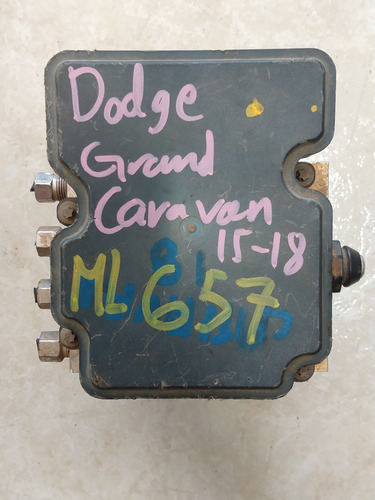 Dodge
Grand
Caravan
15-18
ML657